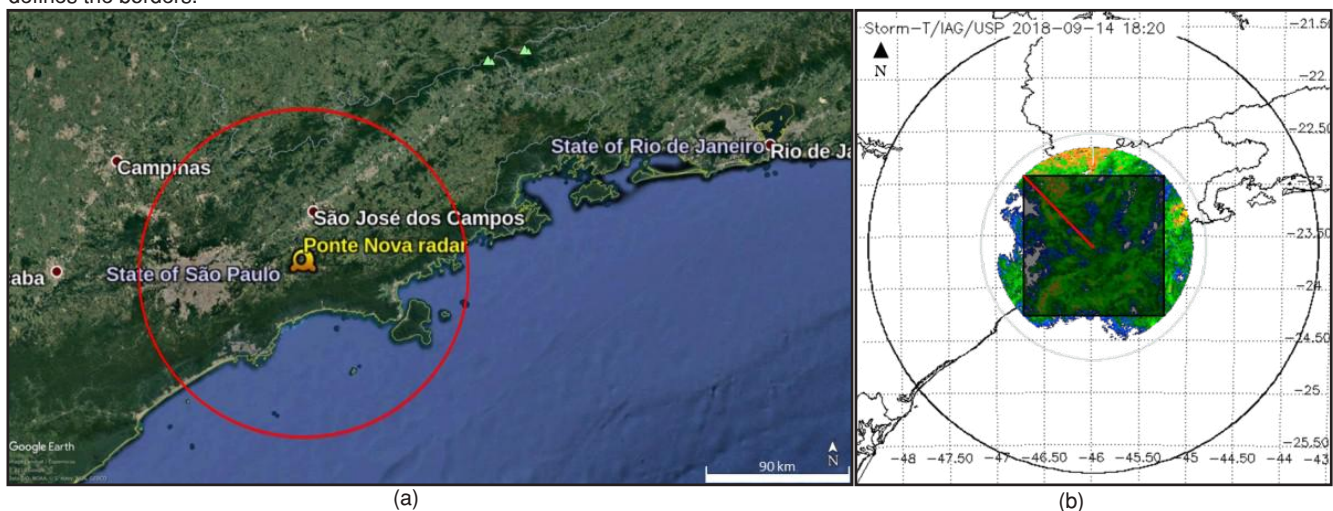 defines the borders.
Campinas
State of Rio de Janeiro
Rio de Ja
São José dos Campos
Ponte Nova radar
State of São Paulo
aba
Google Earth
90 km
N
(a)
Storm-T/IAG/USP 2018-09-14 18:20
N
-21.50
-22
-22.50
-23
-23.50
-24
-24.50
-25
-25.50
-48 -47.50 -47 -46.50 -46 -45.50 -45 -44.50 -44 -43
(b)